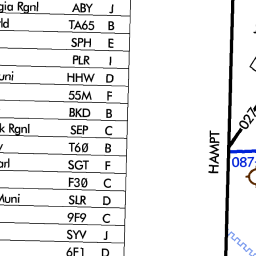 gia Rgnl ABY J
ld TA65 B
SPH E
PLR I
uni HHW D
55M F
BKD B
k Rgnl SEP C
y T60 B
arl SGT F
F30 C
Muni SLR D
9F9 C
SYV J
6F1 D
HAMPT
027
087